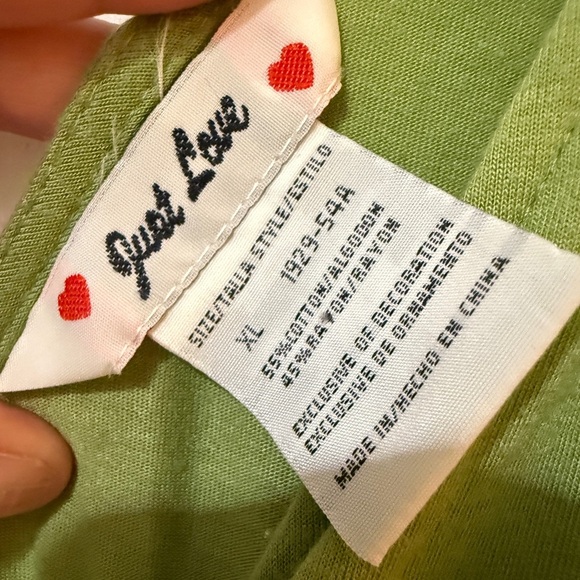 Just Love
SIZE/TALLA STYLE/ESTILO
XL 1929-54A
55%COTTON/ALGODON
45%RAYON/RAYON
EXCLUSIVE OF DECORATION
EXCLUSIVE DE ORNAMENTO
MADE IN/HECHO EN CHINA